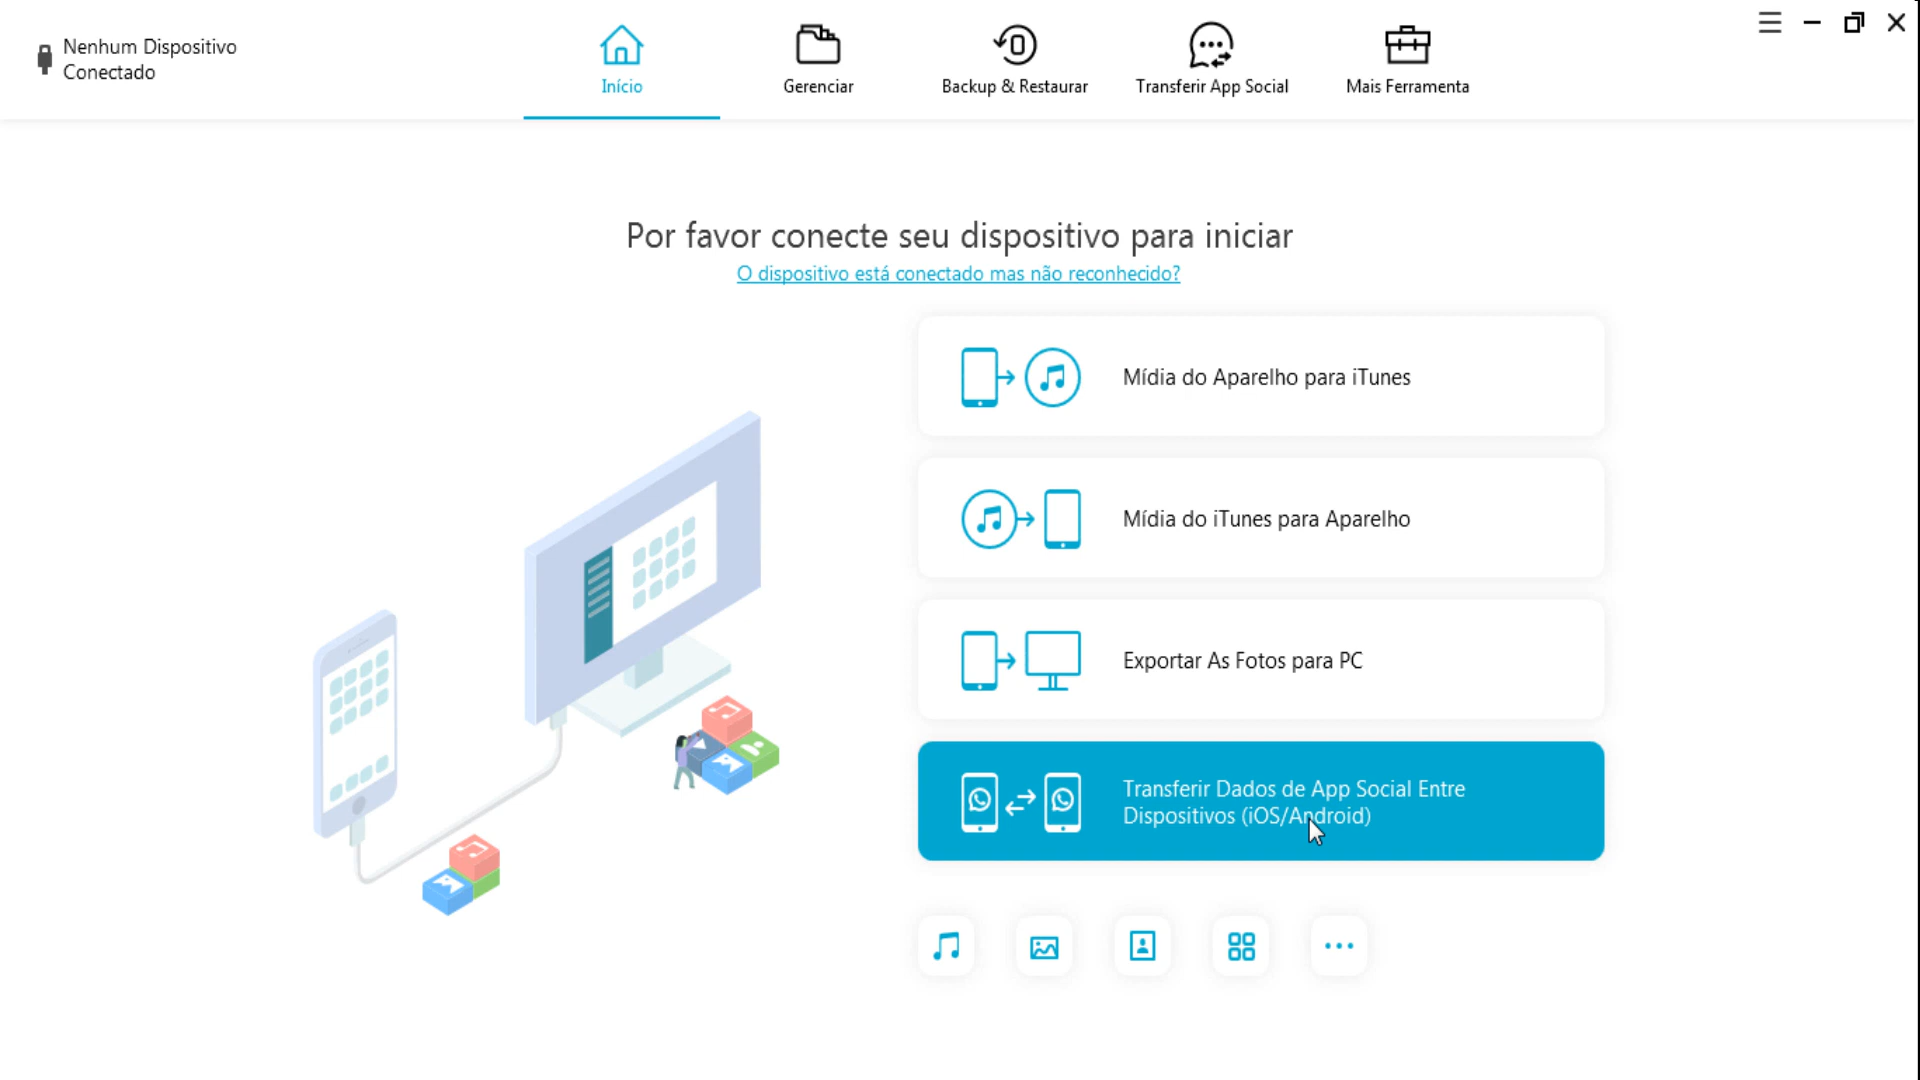 Nenhum Dispositivo
Conectado
Início
Gerenciar
Backup & Restaurar
Transferir App Social
Mais Ferramenta
Por favor conecte seu dispositivo para iniciar
O dispositivo está conectado mas não reconhecido?
Mídia do Aparelho para iTunes
Mídia do iTunes para Aparelho
Exportar As Fotos para PC
Transferir Dados de App Social Entre
Dispositivos (iOS/Android)